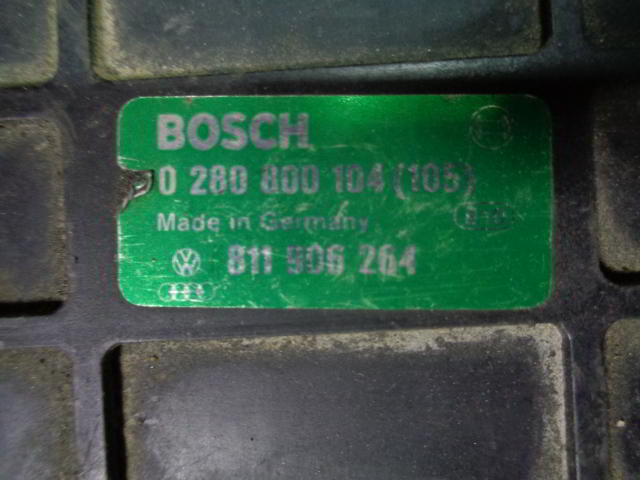 BOSCH
0 280 800 104 (105)
Made in Germany
811 906 264